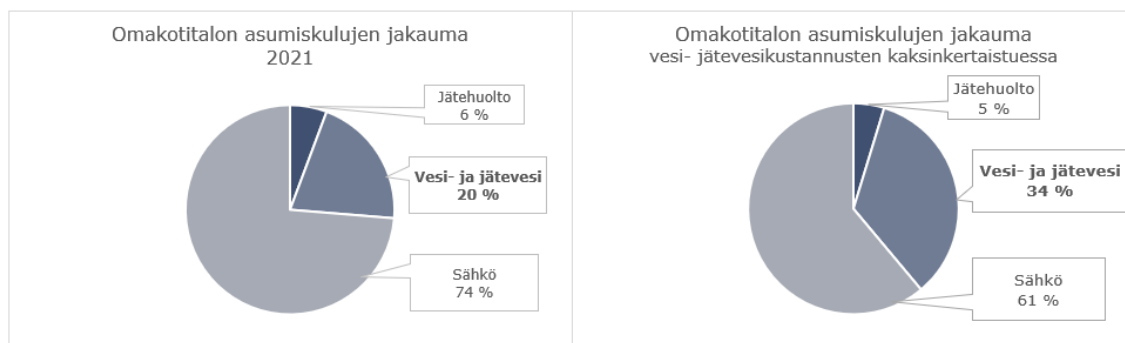 Omakotitalon asumiskulujen jakauma
2021
Jätehuolto
6 %
Vesi- ja jätevesi
20 %
Sähkö
74 %
Omakotitalon asumiskulujen jakauma
vesi- jätevesikustannusten kaksinkertaistuessa
Jätehuolto
5 %
Vesi- ja jätevesi
34 %
Sähkö
61 %